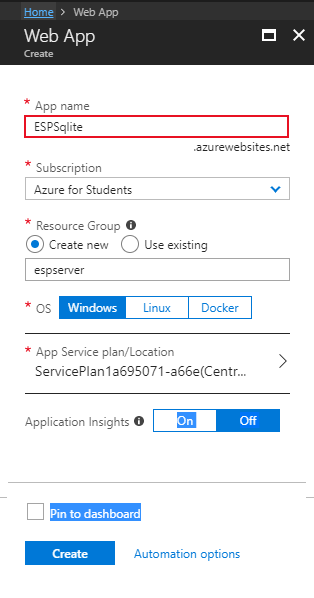 Home > Web App
Web App
Create
* App name
ESPSqlite
.azurewebsites.net
* Subscription
Azure for Students
* Resource Group
Create new Use existing
espserver
* OS Windows Linux Docker
* App Service plan/Location
ServicePlan1a695071-a66e(Centr...
Application Insights On Off
Pin to dashboard
Create Automation options